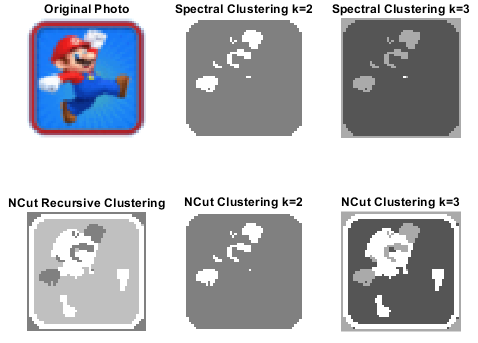 Original Photo
Spectral Clustering k=2
Spectral Clustering k=3
NCut Recursive Clustering
NCut Clustering k=2
NCut Clustering k=3